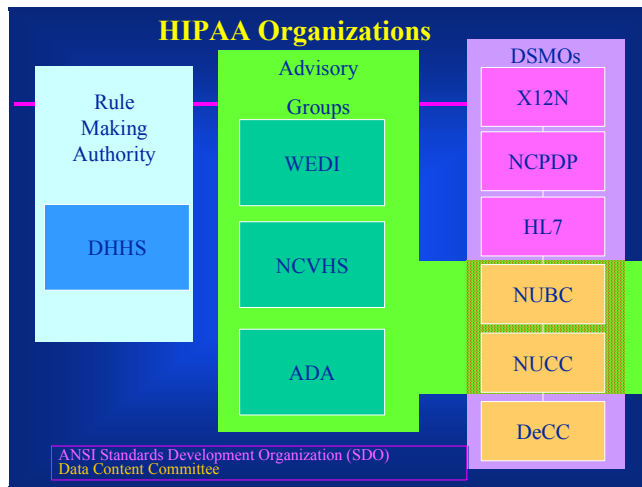 HIPAA Organizations
Rule
Making
Authority
DHHS
Advisory
Groups
WEDI
NCVHS
ADA
DSMOs
X12N
NCPDP
HL7
NUBC
NUCC
DeCC
ANSI Standards Development Organization (SDO)
Data Content Committee